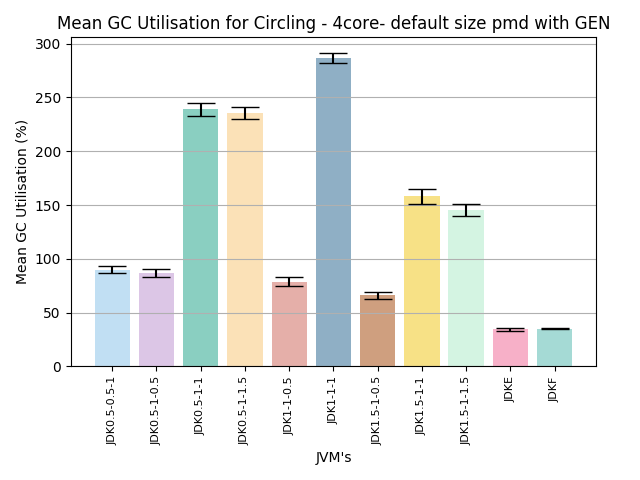 Mean GC Utilisation for Circling - 4core- default size pmd with GEN
Mean GC Utilisation (%)
300
250
200
150
100
50
0
JDK0.5-0.5-1
JDK0.5-1-0.5
JDK0.5-1-1
JDK0.5-1-1.5
JDK1-1-0.5
JDK1-1-1
JDK1.5-1-0.5
JDK1.5-1-1
JDK1.5-1-1.5
JDKE
JDKF
JVM's